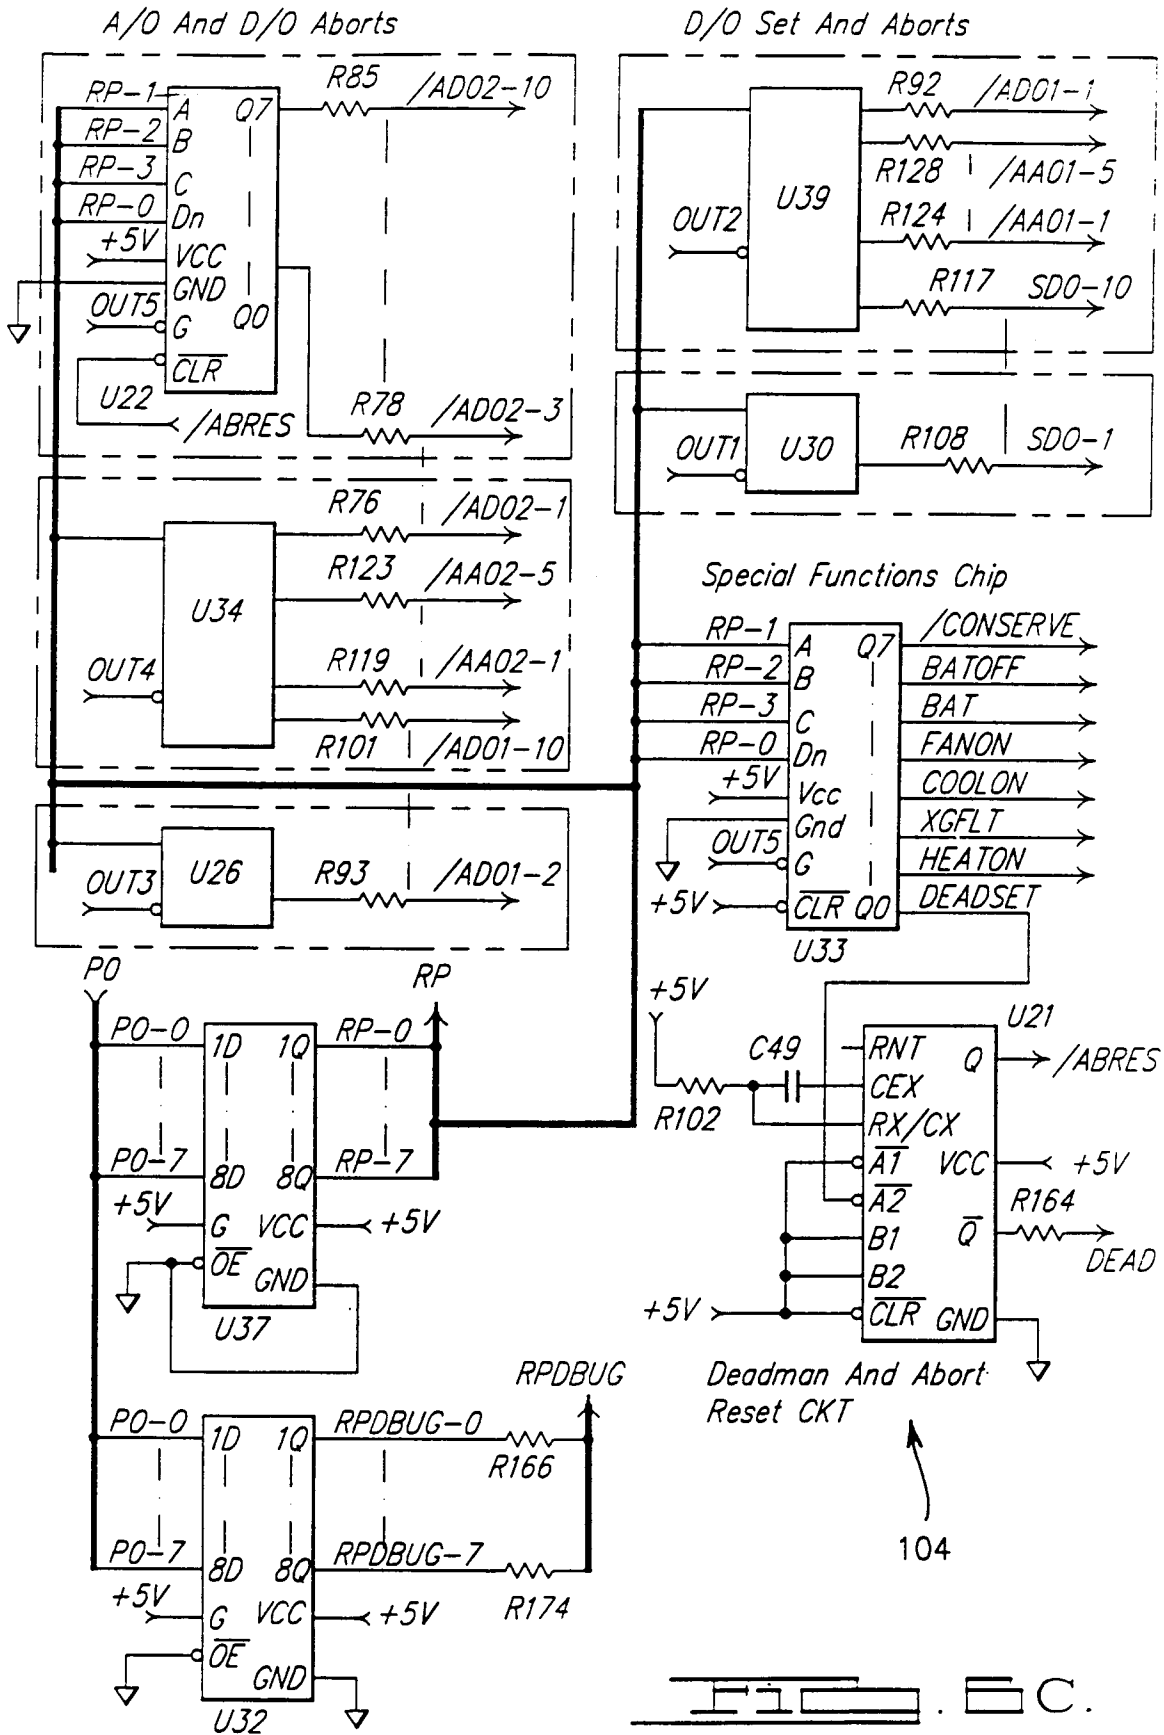 A/O And D/O Aborts
RP-1
RP-2
RP-3
RP-0
+5V
OUT5
A
B
C
Dn
VCC
GND
G
CLR
Q7
Q0
U22
/ABRES
R85
/AD02-10
R78
/AD02-3
U34
OUT4
R76
/AD02-1
R123
/AA02-5
R119
/AA02-1
R101
/AD01-10
U26
OUT3
R93
/AD01-2
D/O Set And Aborts
U39
OUT2
R92
/AD01-1
R128
/AA01-5
R124
/AA01-1
R117
SDO-10
U30
OUT1
R108
SDO-1
Special Functions Chip
RP-1
RP-2
RP-3
RP-0
+5V
OUT5
+5V
A
B
C
Dn
Vcc
Gnd
G
CLR
Q7
Q0
/CONSERVE
BATOFF
BAT
FANON
COOLON
XGFLT
HEATON
DEADSET
U33
PO
RP
PO-0
PO-7
+5V
1D
8D
G
OE
1Q
8Q
VCC
GND
RP-0
RP-7
+5V
U37
+5V
R102
C49
U21
RNT
CEX
RX/CX
A1
A2
B1
B2
CLR
Q
VCC
Q
GND
/ABRES
+5V
R164
DEAD
+5V
Deadman And Abort
Reset CKT
104
PO-0
PO-7
+5V
1D
8D
G
OE
1Q
8Q
VCC
GND
RPDBUG-0
RPDBUG-7
+5V
R166
R174
RPDBUG
U32
C.